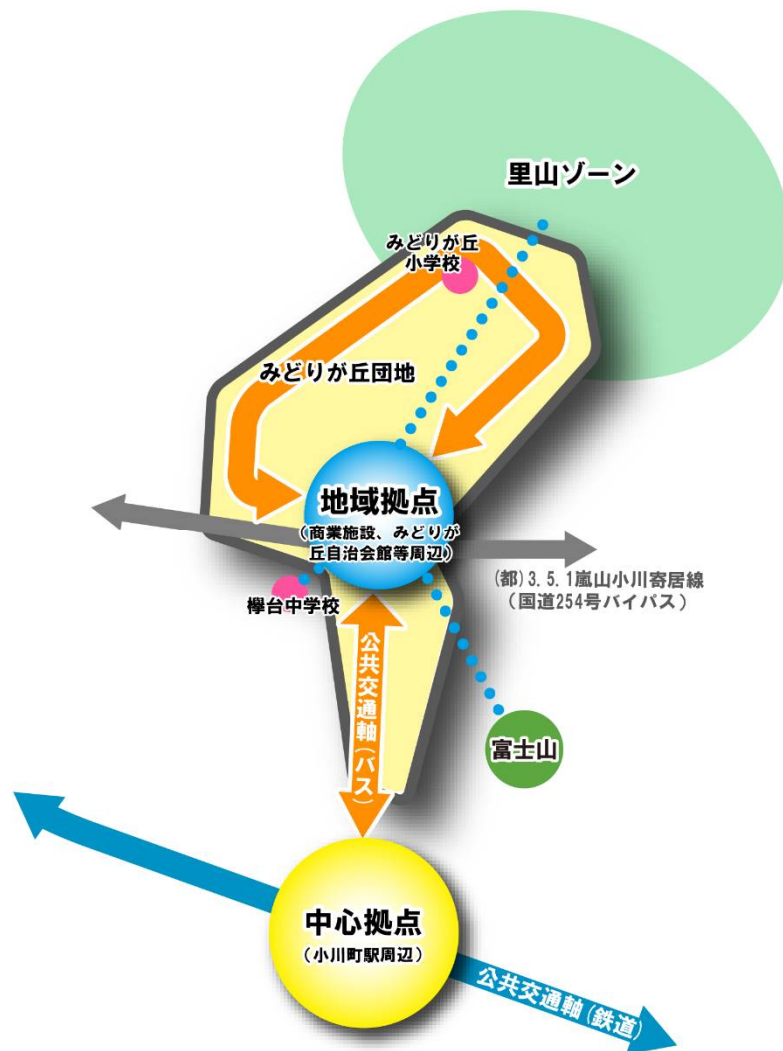 里山ゾーン
みどりが丘
小学校
みどりが丘団地
地域拠点
(商業施設、みどりが
丘自治会館等周辺)
(都)3.5.1嵐山小川寄居線
(国道254号バイパス)
欅台中学校
公共交通軸(バス)
富士山
中心拠点
(小川町駅周辺)
公共交通軸(鉄道)